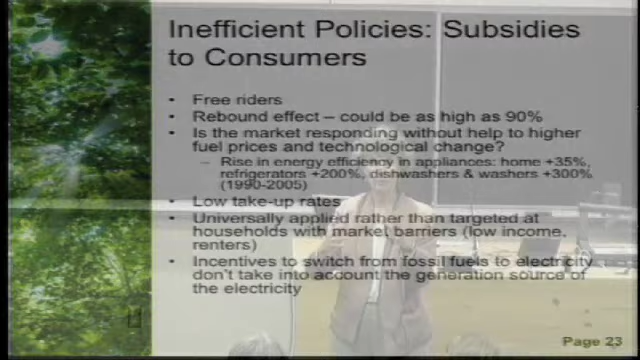 Inefficient Policies: Subsidies
to Consumers
• Free riders
• Rebound effect – could be as high as 90%
• Is the market responding without help to higher
fuel prices and technological change?
– Rise in energy efficiency in appliances: home +35%,
refrigerators +200%, dishwashers & washers +300%
(1990-2005)
• Low take-up rates
• Universally applied rather than targeted at
households with market barriers (low income,
renters)
• Incentives to switch from fossil fuels to electricity
don't take into account the generation source of
the electricity
Page 23